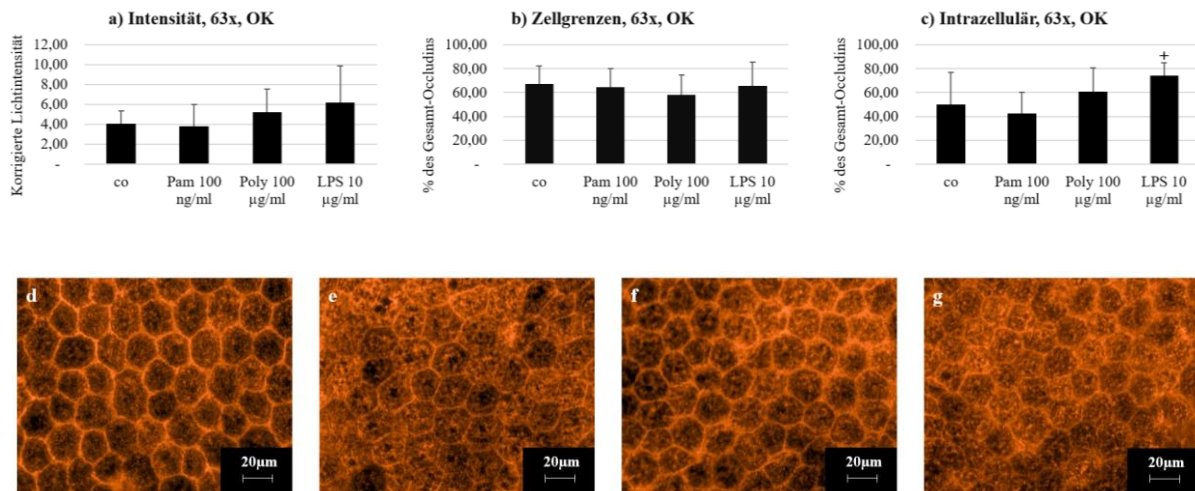 a) Intensität, 63x, OK
Korrigierte Lichtintensität
12,00
10,00
8,00
6,00
4,00
2,00
-
co
Pam 100
ng/ml
Poly 100
µg/ml
LPS 10
µg/ml
b) Zellgrenzen, 63x, OK
% des Gesamt-Occludins
100,00
80,00
60,00
40,00
20,00
-
co
Pam 100
ng/ml
Poly 100
µg/ml
LPS 10
µg/ml
c) Intrazellulär, 63x, OK
% des Gesamt-Occludins
100,00
80,00
60,00
40,00
20,00
-
+
co
Pam 100
ng/ml
Poly 100
µg/ml
LPS 10
µg/ml
d
20µm
e
20µm
f
20µm
g
20µm